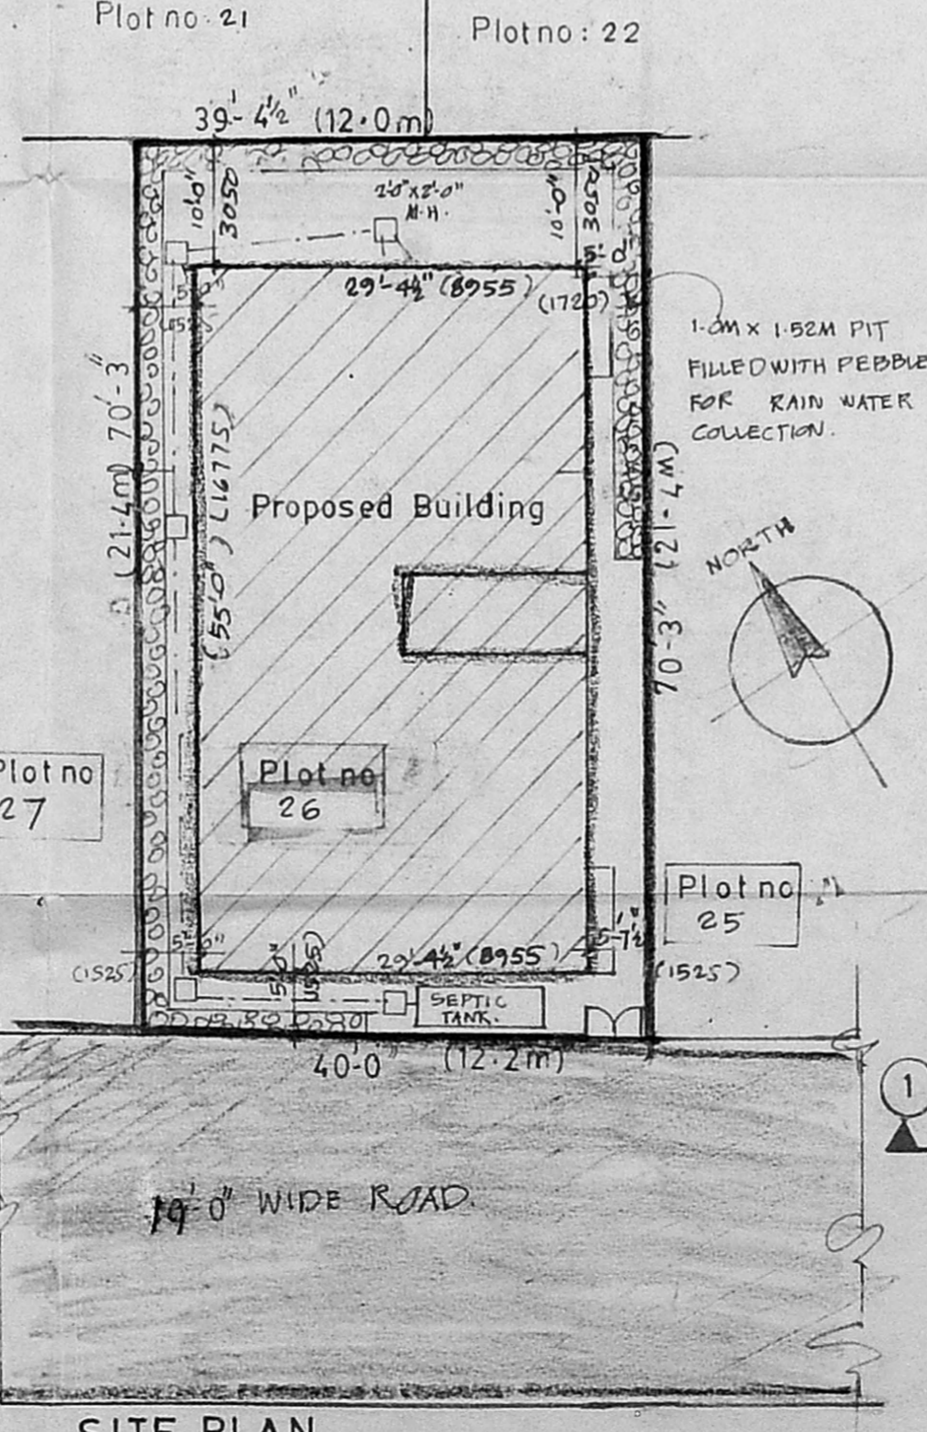 Plot no. 21
Plot no: 22
39'- 4½" (12.0m)
10'0"
3050
2'0"x2'-0"
M.H.
10'-0"
3050
5'-0"
29'-4½" (8955)
(1720)
1.0M x 1.52M PIT
FILLED WITH PEBBLE
FOR RAIN WATER
COLLECTION.
(21.4m) 70'-3"
(55'0") (16775)
Proposed Building
70'-3" (21.4M)
NORTH
Plot no
27
Plot no
26
Plot no
25
5'-7½"
(1525)
5'0"
29'-4½" (8955)
(1525)
SEPTIC
TANK.
40'-0" (12.2m)
1
19'-0" WIDE ROAD.
SITE PLAN